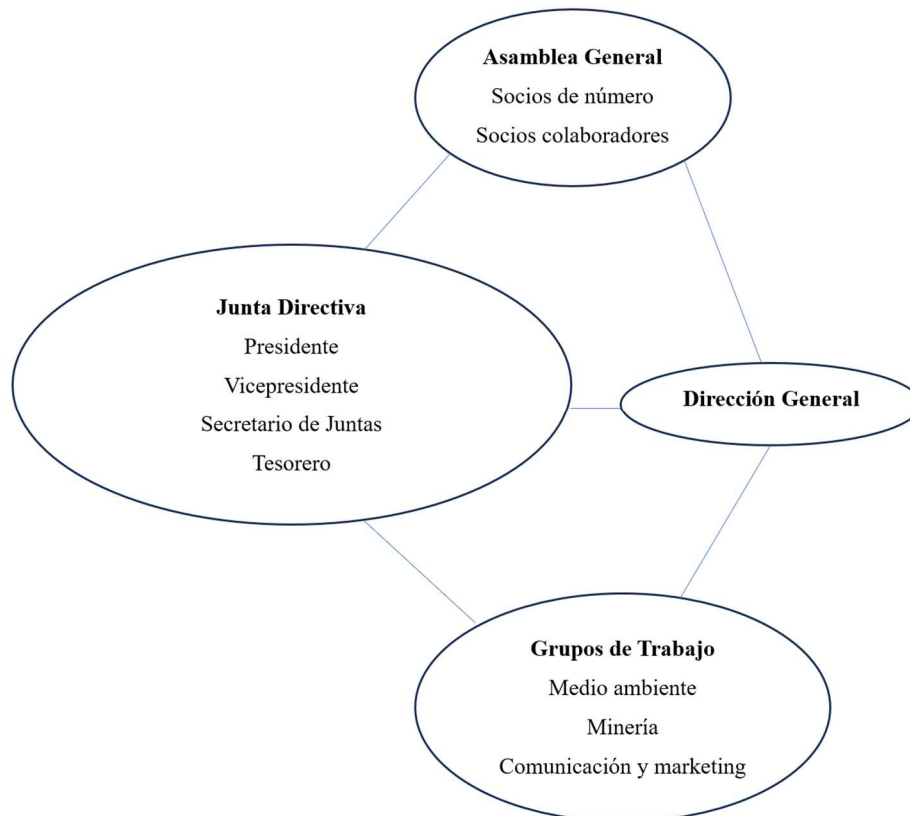 Asamblea General
Socios de número
Socios colaboradores
Junta Directiva
Presidente
Vicepresidente
Secretario de Juntas
Tesorero
Dirección General
Grupos de Trabajo
Medio ambiente
Minería
Comunicación y marketing